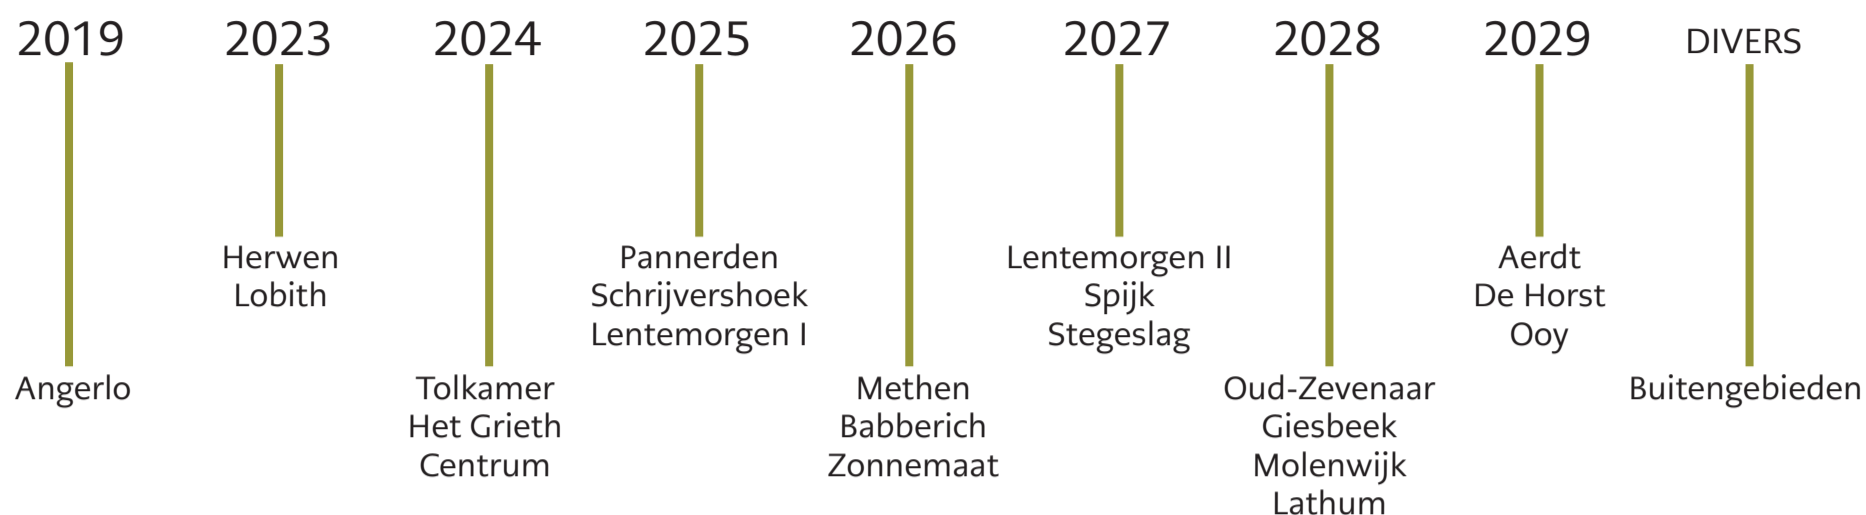 2019
Angerlo
2023
Herwen
Lobith
2024
Tolkamer
Het Grieth
Centrum
2025
Pannerden
Schrijvershoek
Lentemorgen I
2026
Methen
Babberich
Zonnemaat
2027
Lentemorgen II
Spijk
Stegeslag
2028
Oud-Zevenaar
Giesbeek
Molenwijk
Lathum
2029
Aerdt
De Horst
Ooy
DIVERS
Buitengebieden